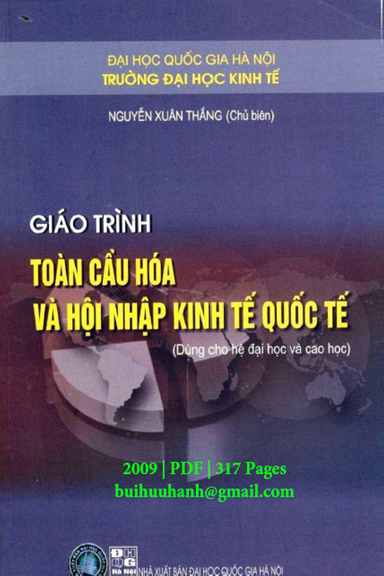 ĐẠI HỌC QUỐC GIA HÀ NỘI
TRƯỜNG ĐẠI HỌC KINH TẾ
NGUYỄN XUÂN THẮNG (Chủ biên)
GIÁO TRÌNH
TOÀN CẦU HÓA
VÀ HỘI NHẬP KINH TẾ QUỐC TẾ
(Dùng cho hệ đại học và cao học)
2009 | PDF | 317 Pages
buihuuhanh@gmail.com
Hà Nội
NHÀ XUẤT BẢN ĐẠI HỌC QUỐC GIA HÀ NỘI